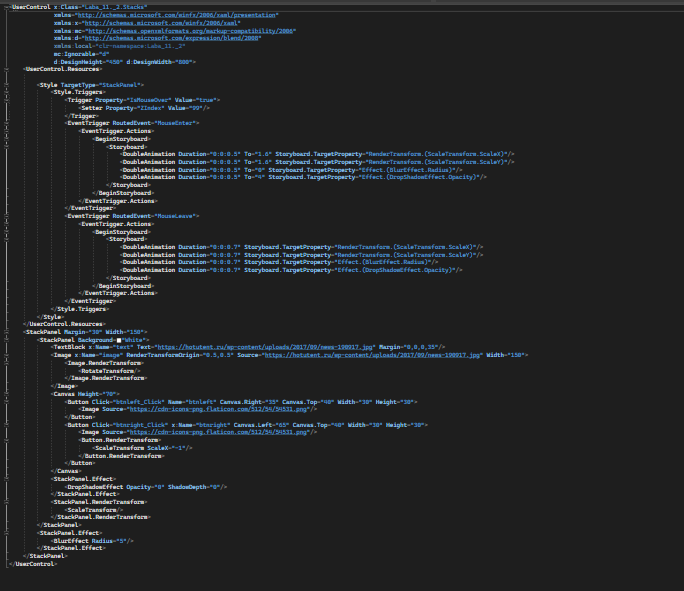 <UserControl x:Class="Laba_11._2.Stacks"
xmlns="http://schemas.microsoft.com/winfx/2006/xaml/presentation"
xmlns:x="http://schemas.microsoft.com/winfx/2006/xaml"
xmlns:mc="http://schemas.openxmlformats.org/markup-compatibility/2006"
xmlns:d="http://schemas.microsoft.com/expression/blend/2008"
xmlns:local="clr-namespace:Laba_11._2"
mc:Ignorable="d"
d:DesignHeight="450" d:DesignWidth="800">
<UserControl.Resources>
<Style TargetType="StackPanel">
<Style.Triggers>
<Trigger Property="IsMouseOver" Value="true">
<Setter Property="ZIndex" Value="99"/>
</Trigger>
<EventTrigger RoutedEvent="MouseEnter">
<EventTrigger.Actions>
<BeginStoryboard>
<Storyboard>
<DoubleAnimation Duration="0:0:0.5" To="1.6" Storyboard.TargetProperty="RenderTransform.(ScaleTransform.ScaleX)"/>
<DoubleAnimation Duration="0:0:0.5" To="1.6" Storyboard.TargetProperty="RenderTransform.(ScaleTransform.ScaleY)"/>
<DoubleAnimation Duration="0:0:0.5" To="0" Storyboard.TargetProperty="Effect.(BlurEffect.Radius)"/>
<DoubleAnimation Duration="0:0:0.5" To="4" Storyboard.TargetProperty="Effect.(DropShadowEffect.Opacity)"/>
</Storyboard>
</BeginStoryboard>
</EventTrigger.Actions>
</EventTrigger>
<EventTrigger RoutedEvent="MouseLeave">
<EventTrigger.Actions>
<BeginStoryboard>
<Storyboard>
<DoubleAnimation Duration="0:0:0.7" Storyboard.TargetProperty="RenderTransform.(ScaleTransform.ScaleX)"/>
<DoubleAnimation Duration="0:0:0.7" Storyboard.TargetProperty="RenderTransform.(ScaleTransform.ScaleY)"/>
<DoubleAnimation Duration="0:0:0.7" Storyboard.TargetProperty="Effect.(BlurEffect.Radius)"/>
<DoubleAnimation Duration="0:0:0.7" Storyboard.TargetProperty="Effect.(DropShadowEffect.Opacity)"/>
</Storyboard>
</BeginStoryboard>
</EventTrigger.Actions>
</EventTrigger>
</Style.Triggers>
</Style>
</UserControl.Resources>
<StackPanel Margin="30" Width="150">
<StackPanel Background="White">
<TextBlock x:Name="text" Text="https://hotutent.ru/wp-content/uploads/2017/09/news-190917.jpg" Margin="0,0,0,35"/>
<Image x:Name="image" RenderTransformOrigin="0.5,0.5" Source="https://hotutent.ru/wp-content/uploads/2017/09/news-190917.jpg" Width="150">
<Image.RenderTransform>
<RotateTransform/>
</Image.RenderTransform>
</Image>
<Canvas Height="70">
<Button Click="btnleft_Click" Name="btnleft" Canvas.Right="35" Canvas.Top="40" Width="30" Height="30">
<Image Source="https://cdn-icons-png.flaticon.com/512/54/54531.png"/>
</Button>
<Button Click="btnright_Click" x:Name="btnright" Canvas.Left="65" Canvas.Top="40" Width="30" Height="30">
<Image Source="https://cdn-icons-png.flaticon.com/512/54/54531.png"/>
<Button.RenderTransform>
<ScaleTransform ScaleX="-1"/>
</Button.RenderTransform>
</Button>
</Canvas>
<StackPanel.Effect>
<DropShadowEffect Opacity="0" ShadowDepth="0"/>
</StackPanel.Effect>
<StackPanel.RenderTransform>
<ScaleTransform/>
</StackPanel.RenderTransform>
</StackPanel>
<StackPanel.Effect>
<BlurEffect Radius="5"/>
</StackPanel.Effect>
</StackPanel>
</UserControl>